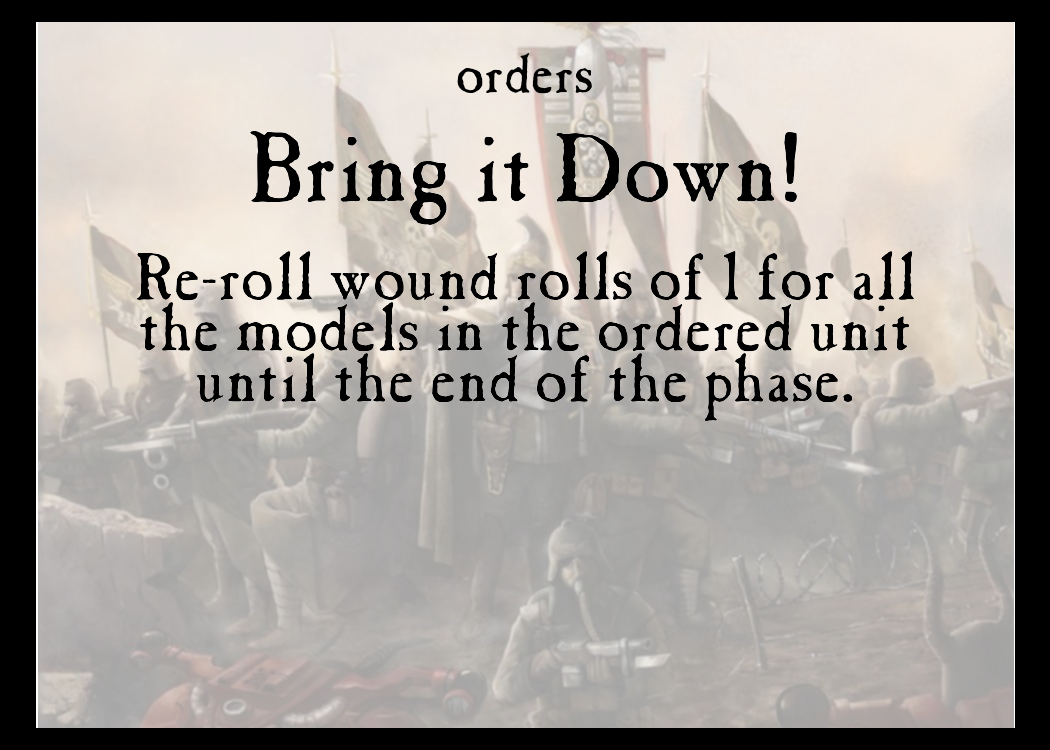 orders
Bring it Down!
Re-roll wound rolls of 1 for all
the models in the ordered unit
until the end of the phase.